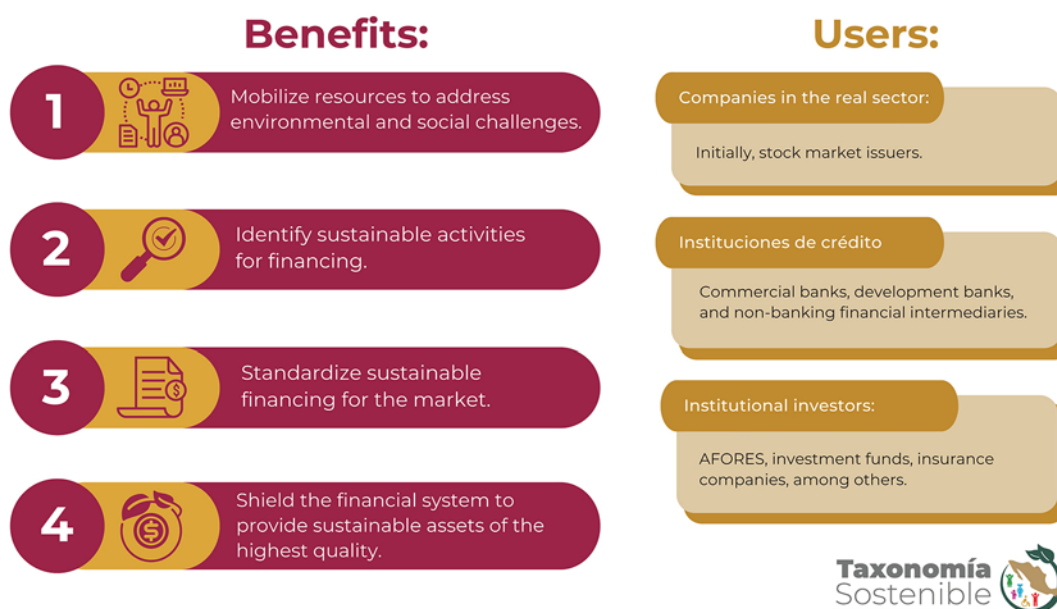 Benefits:
1
Mobilize resources to address
environmental and social challenges.
2
Identify sustainable activities
for financing.
3
Standardize sustainable
financing for the market.
4
Shield the financial system to
provide sustainable assets of the
highest quality.
Users:
Companies in the real sector:
Initially, stock market issuers.
Instituciones de crédito
Commercial banks, development banks,
and non-banking financial intermediaries.
Institutional investors:
AFORES, investment funds, insurance
companies, among others.
Taxonomía
Sostenible